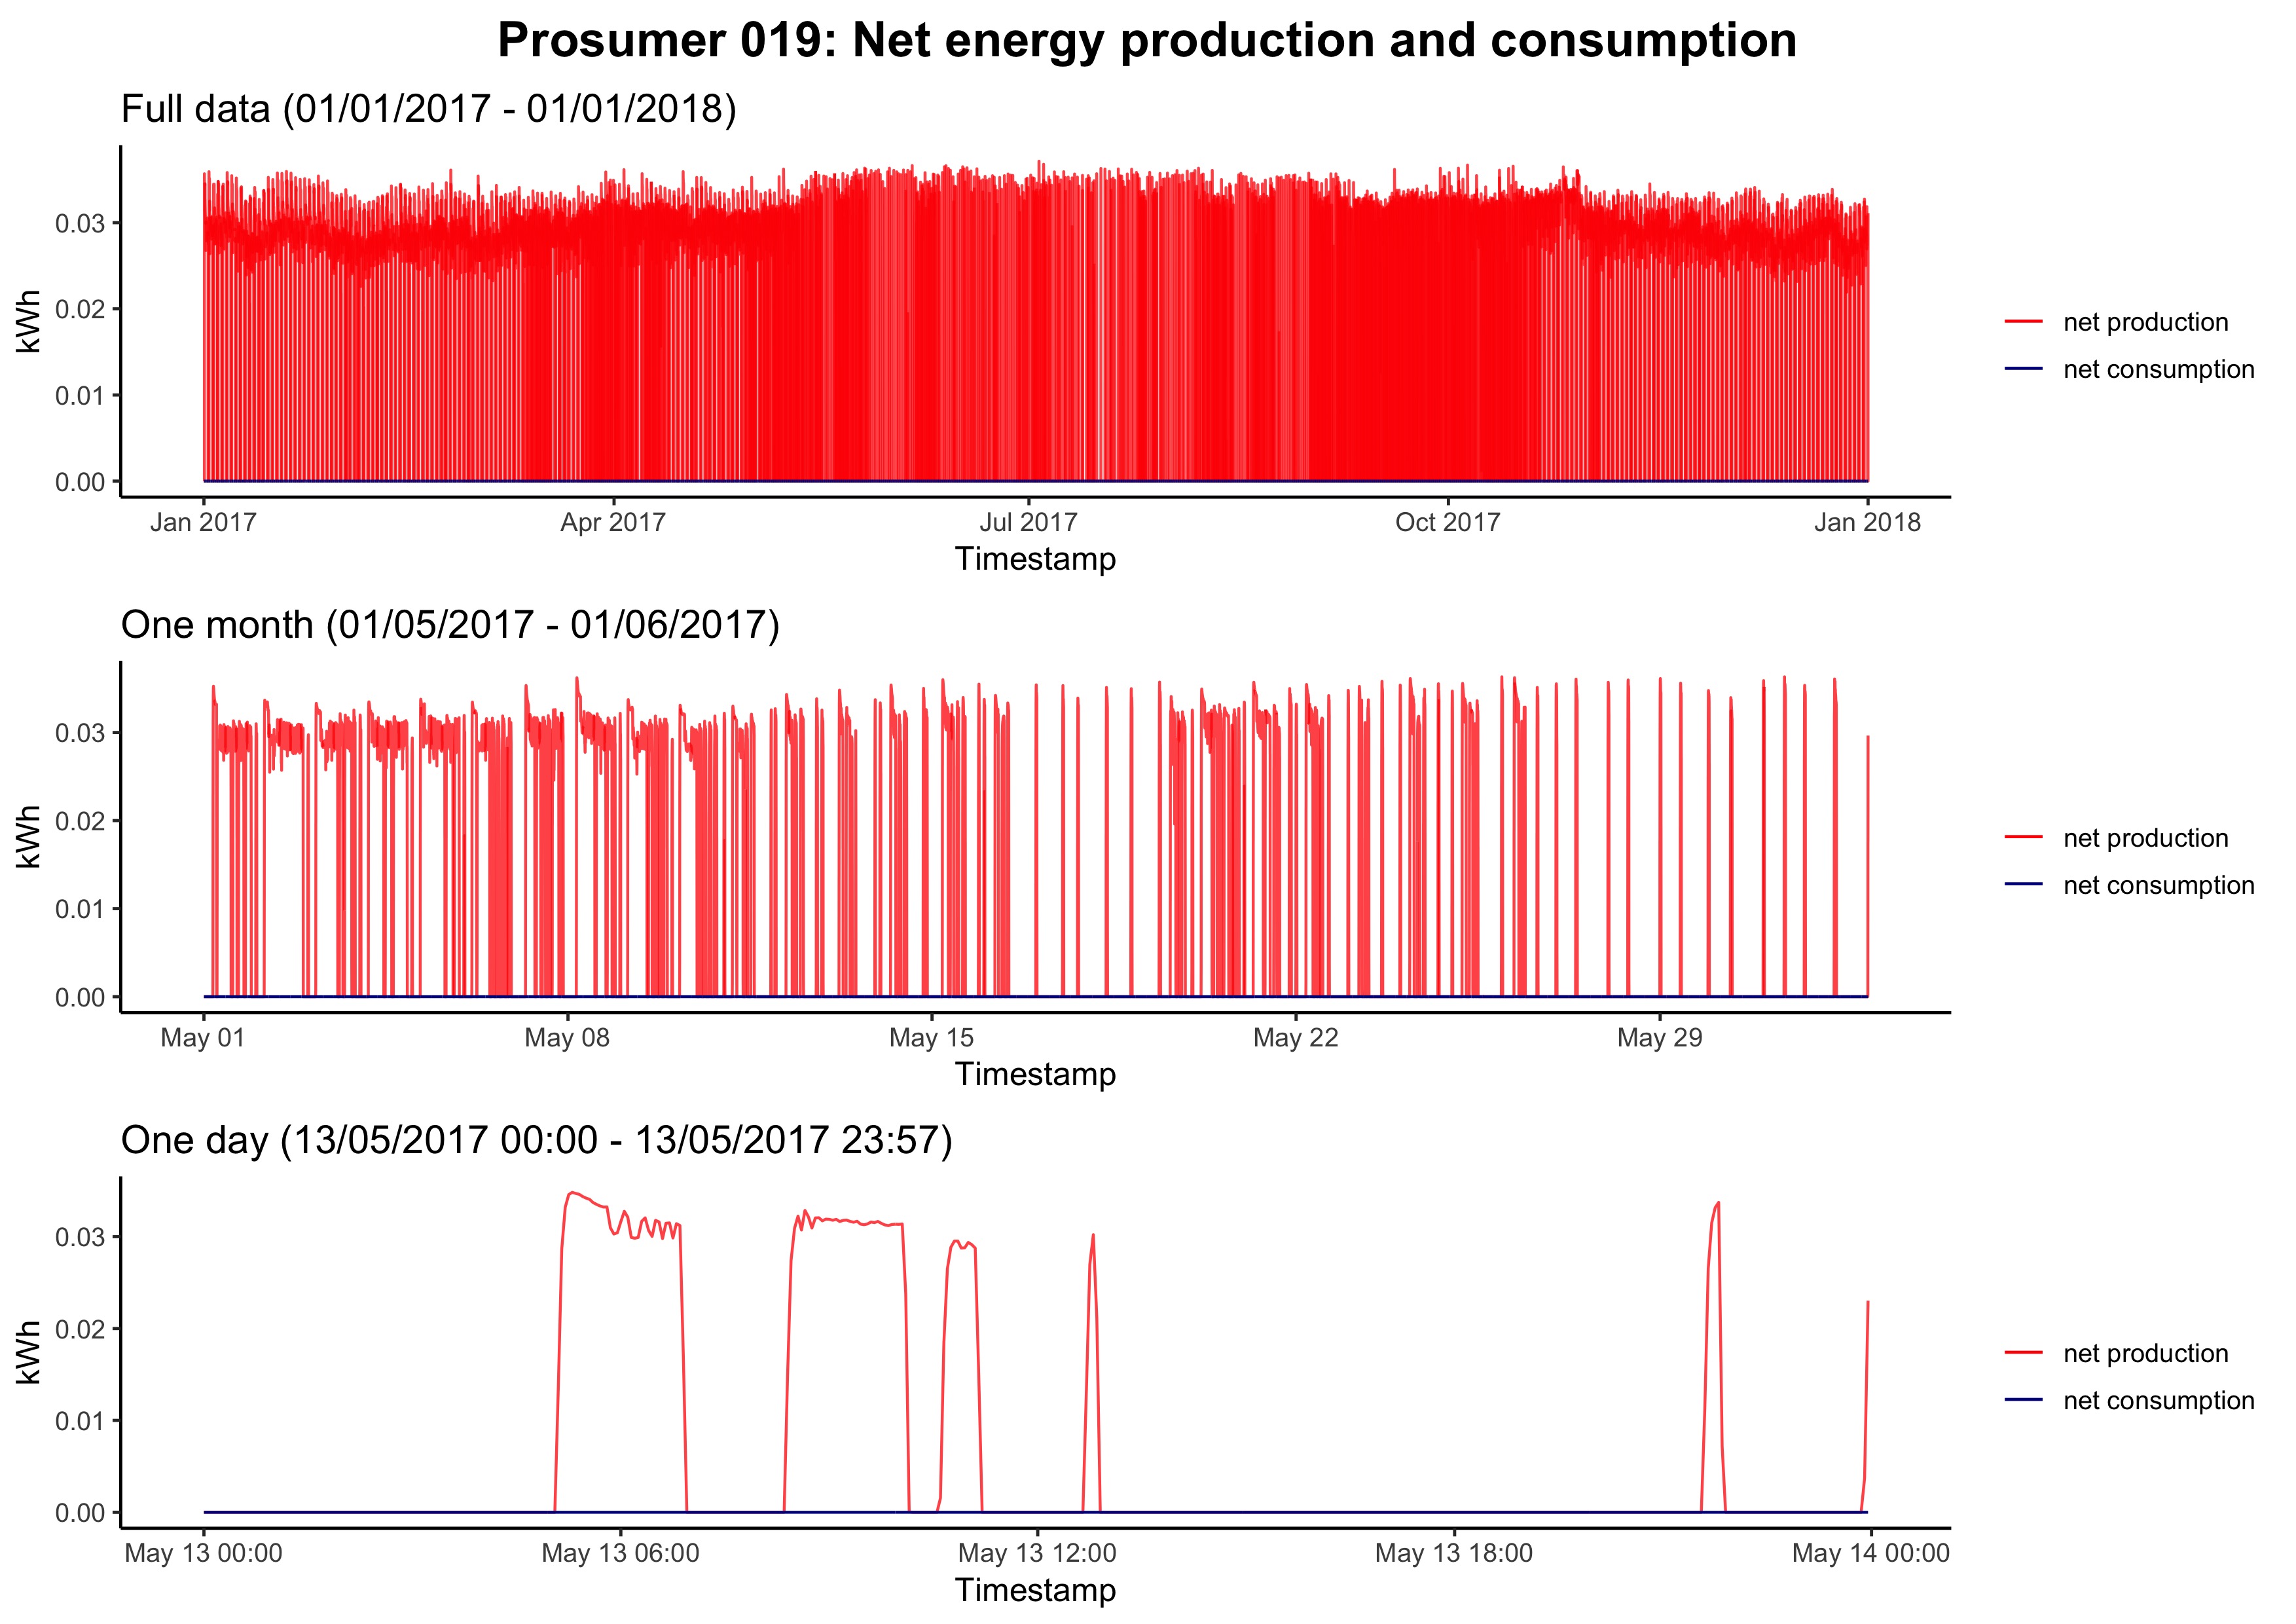 Prosumer 019: Net energy production and consumption
Full data (01/01/2017 - 01/01/2018)
kWh
0.03
0.02
0.01
0.00
Jan 2017 Apr 2017 Jul 2017 Oct 2017 Jan 2018
Timestamp
net production
net consumption
One month (01/05/2017 - 01/06/2017)
kWh
0.03
0.02
0.01
0.00
May 01 May 08 May 15 May 22 May 29
Timestamp
net production
net consumption
One day (13/05/2017 00:00 - 13/05/2017 23:57)
kWh
0.03
0.02
0.01
0.00
May 13 00:00 May 13 06:00 May 13 12:00 May 13 18:00 May 14 00:00
Timestamp
net production
net consumption